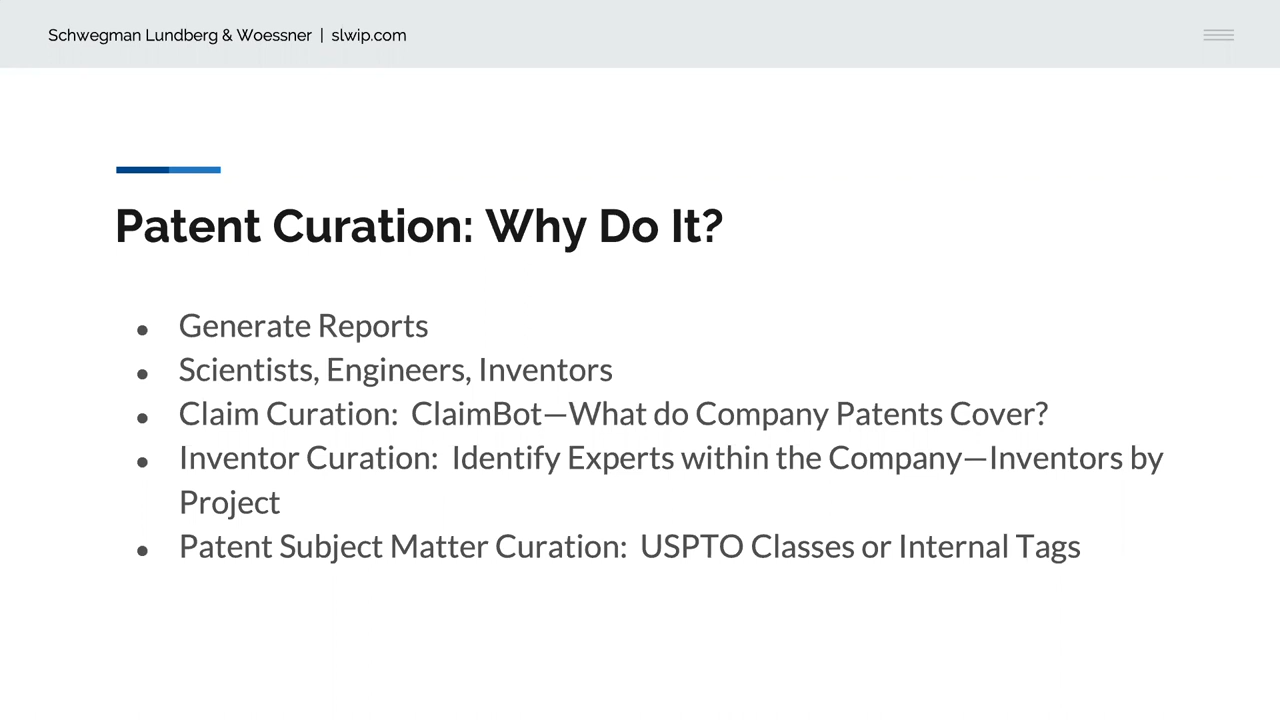 Schwegman Lundberg & Woessner | slwip.com
Patent Curation: Why Do It?
● Generate Reports
● Scientists, Engineers, Inventors
● Claim Curation: ClaimBot—What do Company Patents Cover?
● Inventor Curation: Identify Experts within the Company—Inventors by
Project
● Patent Subject Matter Curation: USPTO Classes or Internal Tags